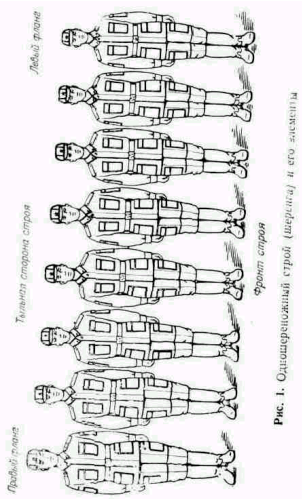 Правый фланг
Тыльная сторона строя
Левый фланг
Фронт строя
Рис. 1. Одношереножный строй (шеренга) и его элементы